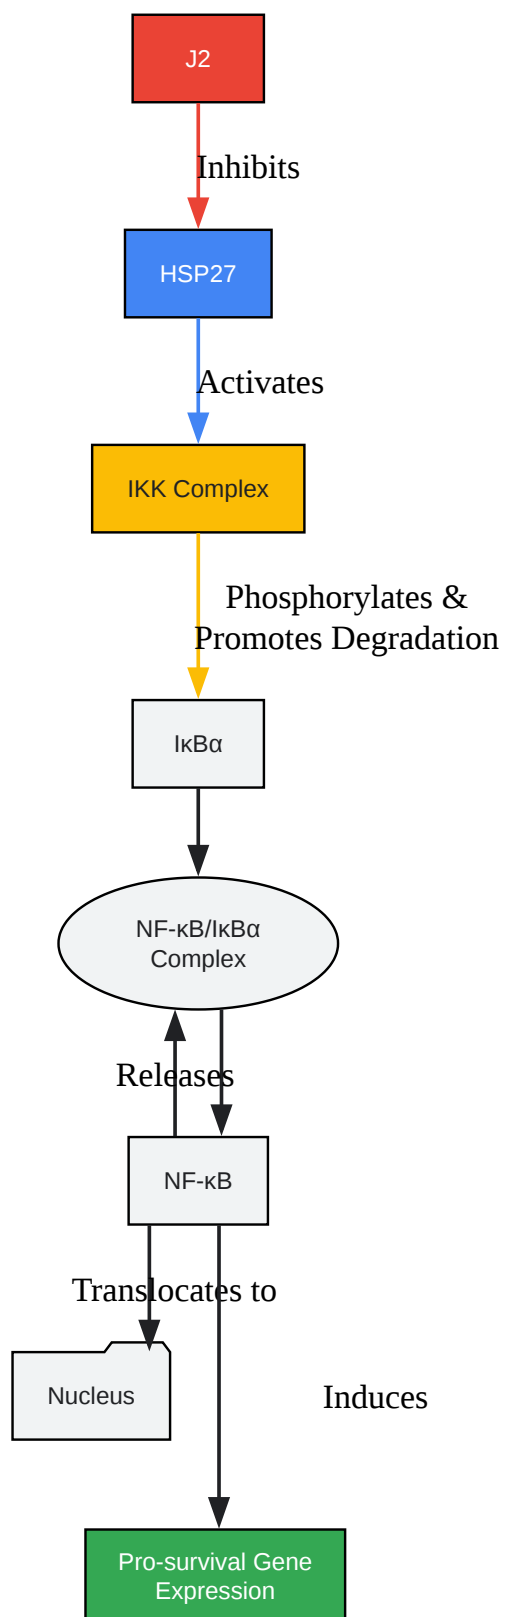 J2
Inhibits
HSP27
Activates
IKK Complex
Phosphorylates &
Promotes Degradation
IκBα
NF-κB/IκBα
Complex
Releases
NF-κB
Translocates to
Nucleus
Induces
Pro-survival Gene
Expression